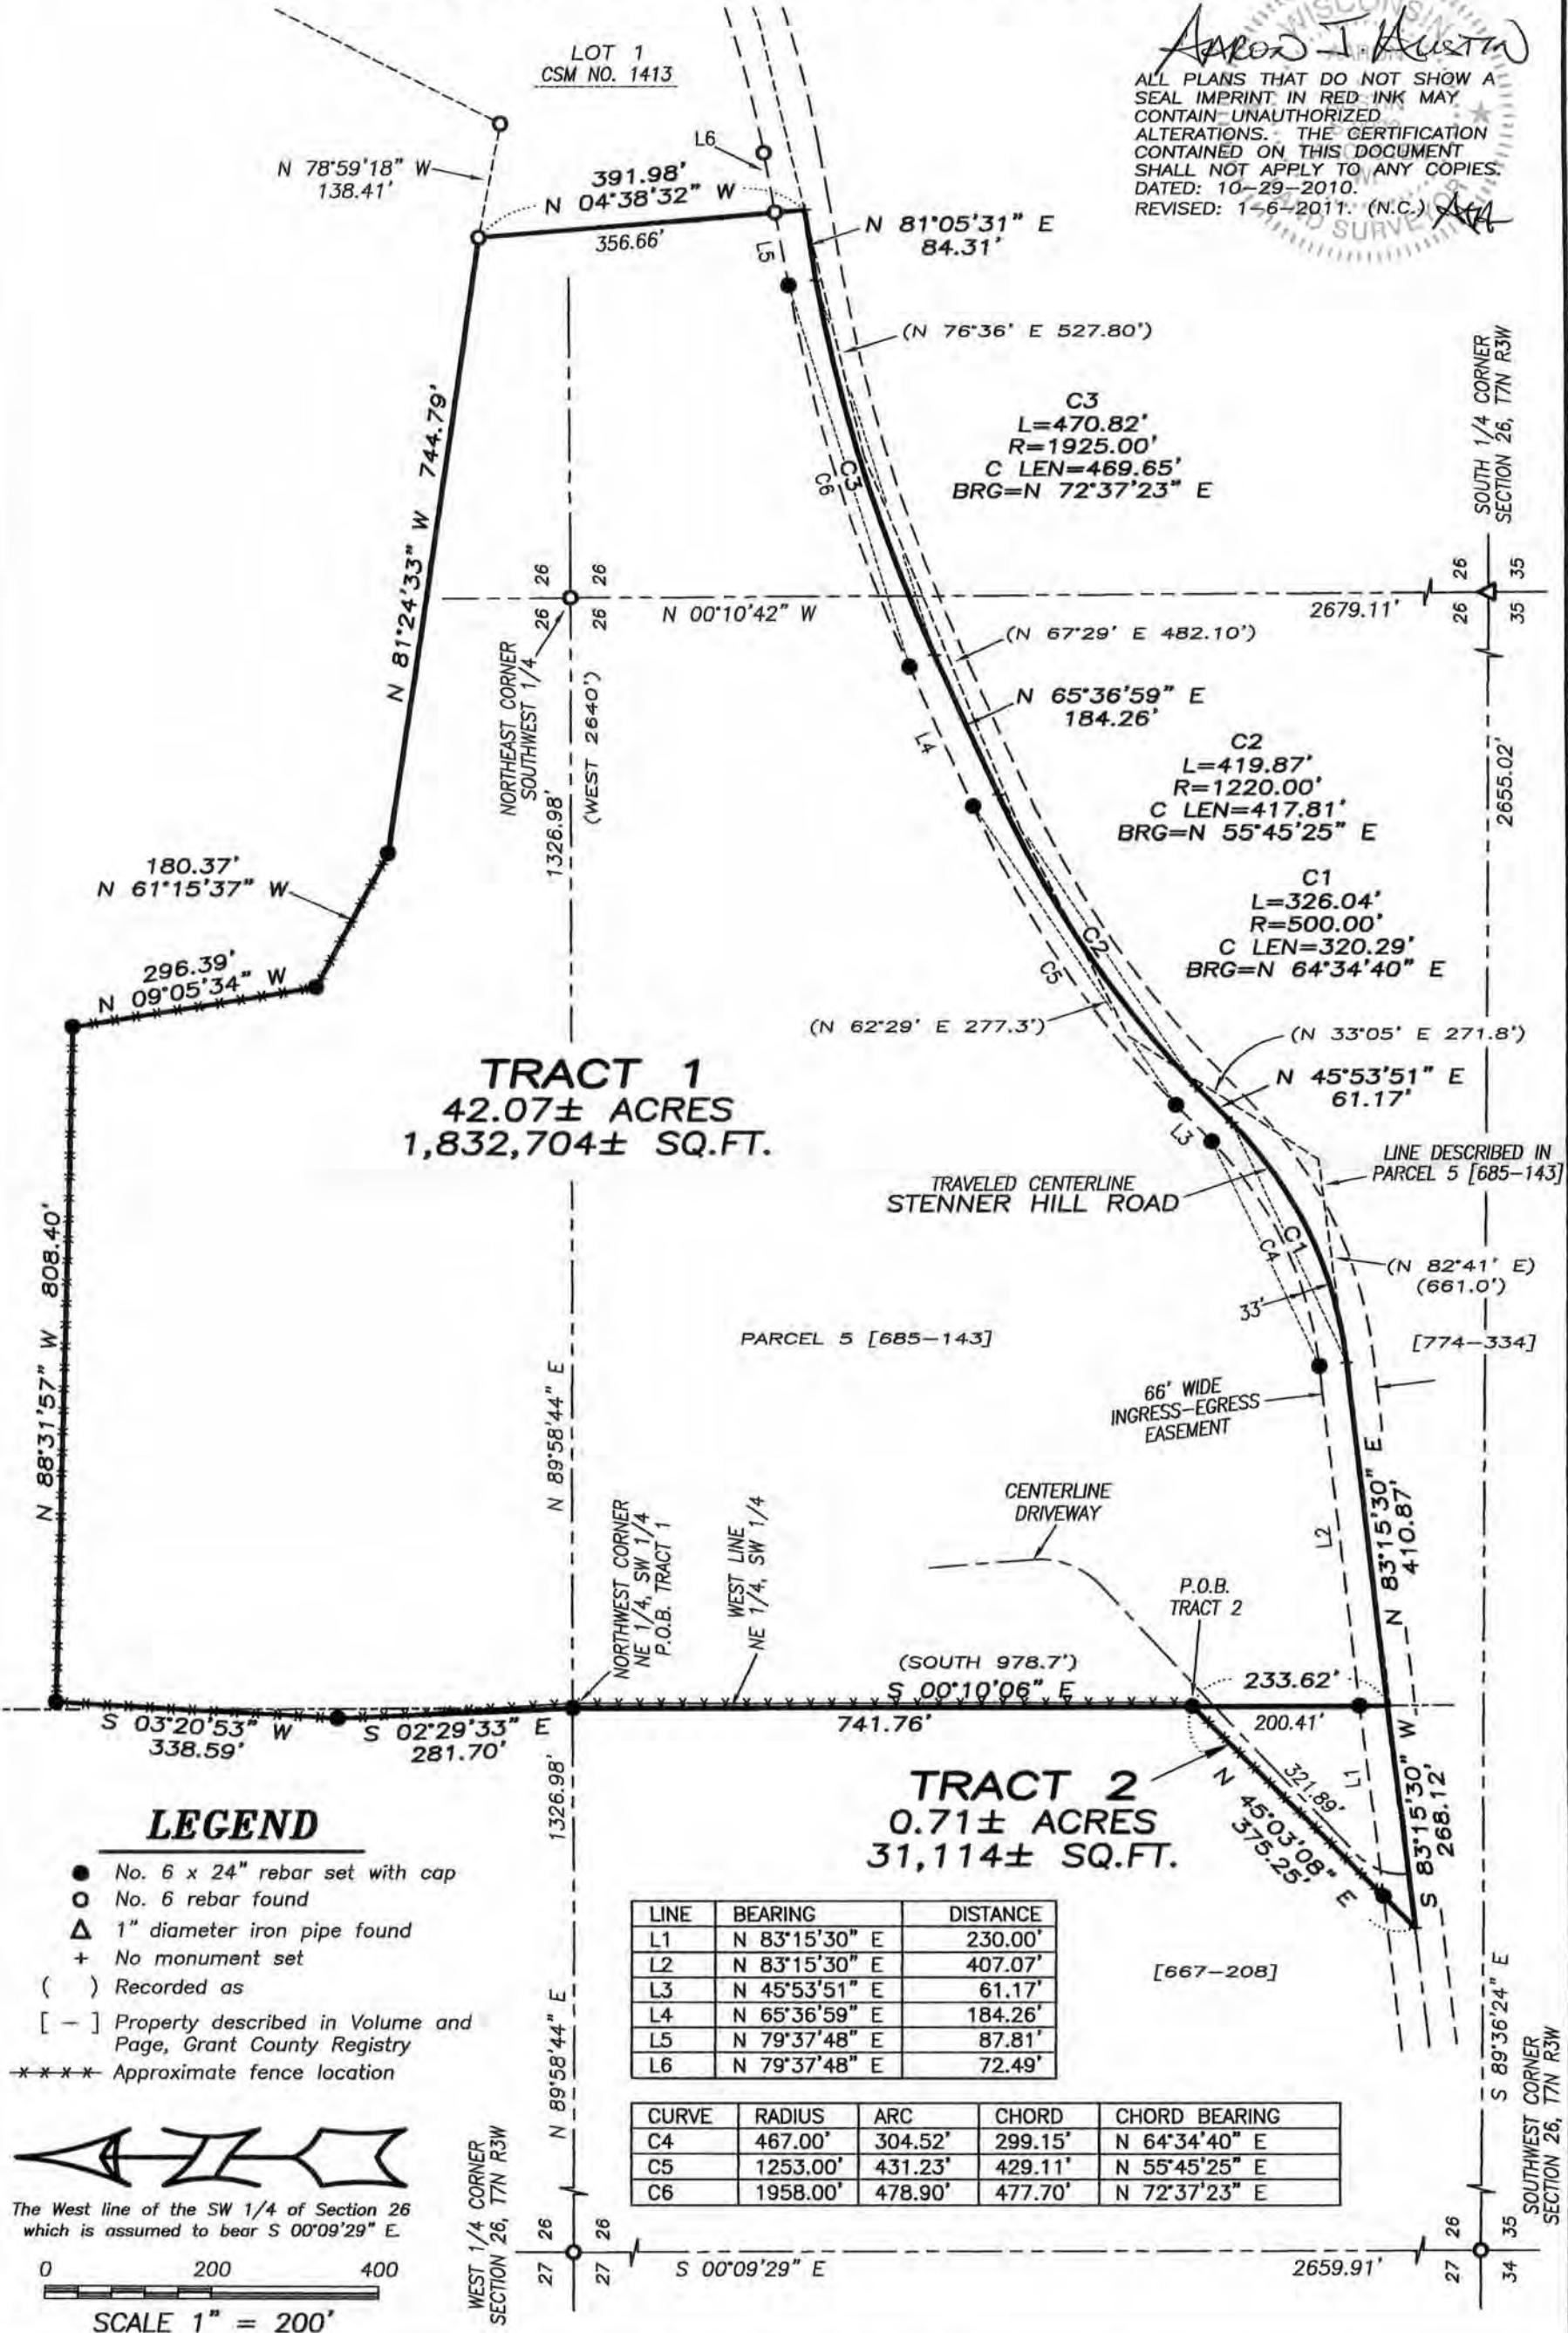 WISCONSIN
AARON J. AUSTIN
ALL PLANS THAT DO NOT SHOW A
SEAL IMPRINT IN RED INK MAY
CONTAIN UNAUTHORIZED
ALTERATIONS. THE CERTIFICATION
CONTAINED ON THIS DOCUMENT
SHALL NOT APPLY TO ANY COPIES.
DATED: 10-29-2010.
REVISED: 1-6-2011. (N.C.)
SURVEYOR
LOT 1
CSM NO. 1413
N 78°59'18" W
138.41'
L6
391.98'
N 04°38'32" W
356.66'
L5
N 81°05'31" E
84.31'
(N 76°36' E 527.80')
C3
L=470.82'
R=1925.00'
C LEN=469.65'
BRG=N 72°37'23" E
C3
C6
SOUTH 1/4 CORNER
SECTION 26, T7N R3W
N 81°24'33" W 744.79'
26 26
26 26
26 35
26 35
N 00°10'42" W
2679.11'
NORTHEAST CORNER
SOUTHWEST 1/4
1326.98'
(WEST 2640')
(N 67°29' E 482.10')
N 65°36'59" E
184.26'
L4
2655.02'
C2
L=419.87'
R=1220.00'
C LEN=417.81'
BRG=N 55°45'25" E
180.37'
N 61°15'37" W
C1
L=326.04'
R=500.00'
C LEN=320.29'
BRG=N 64°34'40" E
296.39'
N 09°05'34" W
C2
C5
(N 62°29' E 277.3')
(N 33°05' E 271.8')
N 45°53'51" E
61.17'
TRACT 1
42.07± ACRES
1,832,704± SQ.FT.
L3
LINE DESCRIBED IN
PARCEL 5 [685-143]
TRAVELED CENTERLINE
STENNER HILL ROAD
C4
C1
(N 82°41' E)
(661.0')
33'
N 88°31'57" W 808.40'
PARCEL 5 [685-143]
[774-334]
66' WIDE
INGRESS-EGRESS
EASEMENT
N 89°58'44" E
CENTERLINE
DRIVEWAY
L2
N 83°15'30" E
410.87'
NORTHWEST CORNER
NE 1/4, SW 1/4
P.O.B. TRACT 1
WEST LINE
NE 1/4, SW 1/4
P.O.B.
TRACT 2
(SOUTH 978.7')
S 00°10'06" E
741.76'
233.62'
200.41'
S 03°20'53" W
338.59'
S 02°29'33" E
281.70'
1326.98'
TRACT 2
0.71± ACRES
31,114± SQ.FT.
321.89'
N 45°03'08" E
375.25'
L1
S 83°15'30" W
268.12'
LEGEND
No. 6 x 24" rebar set with cap
No. 6 rebar found
1" diameter iron pipe found
+ No monument set
( ) Recorded as
[ - ] Property described in Volume and
Page, Grant County Registry
x x x x Approximate fence location
LINE BEARING DISTANCE
L1 N 83°15'30" E 230.00'
L2 N 83°15'30" E 407.07'
L3 N 45°53'51" E 61.17'
L4 N 65°36'59" E 184.26'
L5 N 79°37'48" E 87.81'
L6 N 79°37'48" E 72.49'
[667-208]
N 89°58'44" E
S 89°36'24" E
CURVE RADIUS ARC CHORD CHORD BEARING
C4 467.00' 304.52' 299.15' N 64°34'40" E
C5 1253.00' 431.23' 429.11' N 55°45'25" E
C6 1958.00' 478.90' 477.70' N 72°37'23" E
N
The West line of the SW 1/4 of Section 26
which is assumed to bear S 00°09'29" E.
0 200 400
SCALE 1" = 200'
WEST 1/4 CORNER
SECTION 26, T7N R3W
27 26
27 26
S 00°09'29" E
2659.91'
27 26
34 35
SOUTHWEST CORNER
SECTION 26, T7N R3W